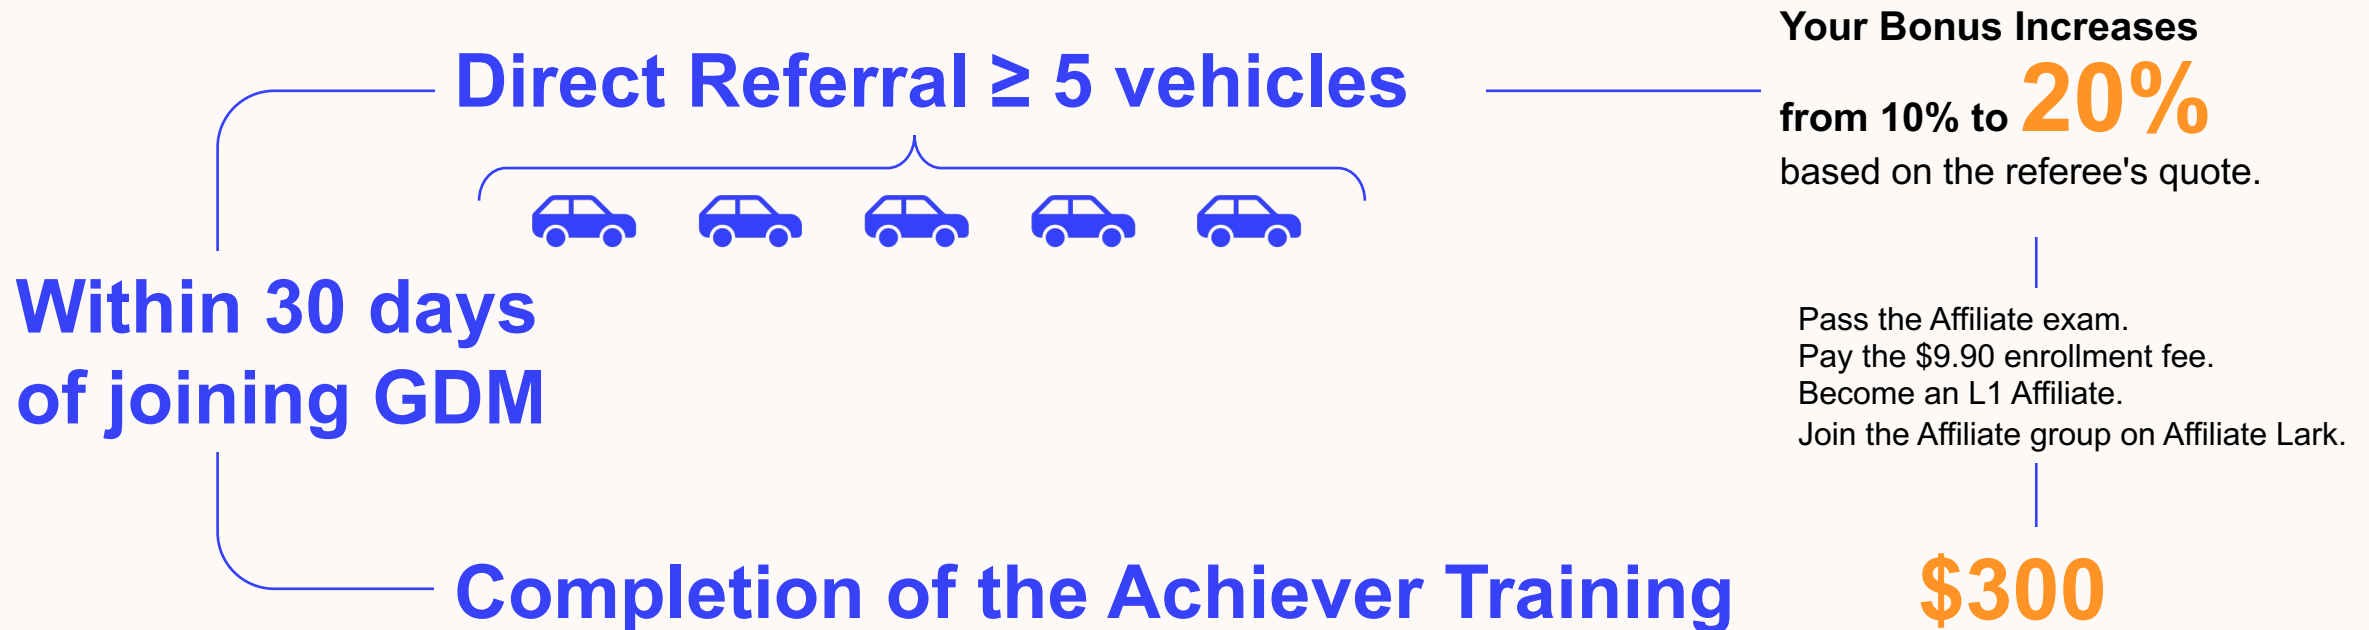 Direct Referral ≥ 5 vehicles
Your Bonus Increases
from 10% to 20%
based on the referee's quote.
Within 30 days
of joining GDM
Pass the Affiliate exam.
Pay the $9.90 enrollment fee.
Become an L1 Affiliate.
Join the Affiliate group on Affiliate Lark.
Completion of the Achiever Training
$300